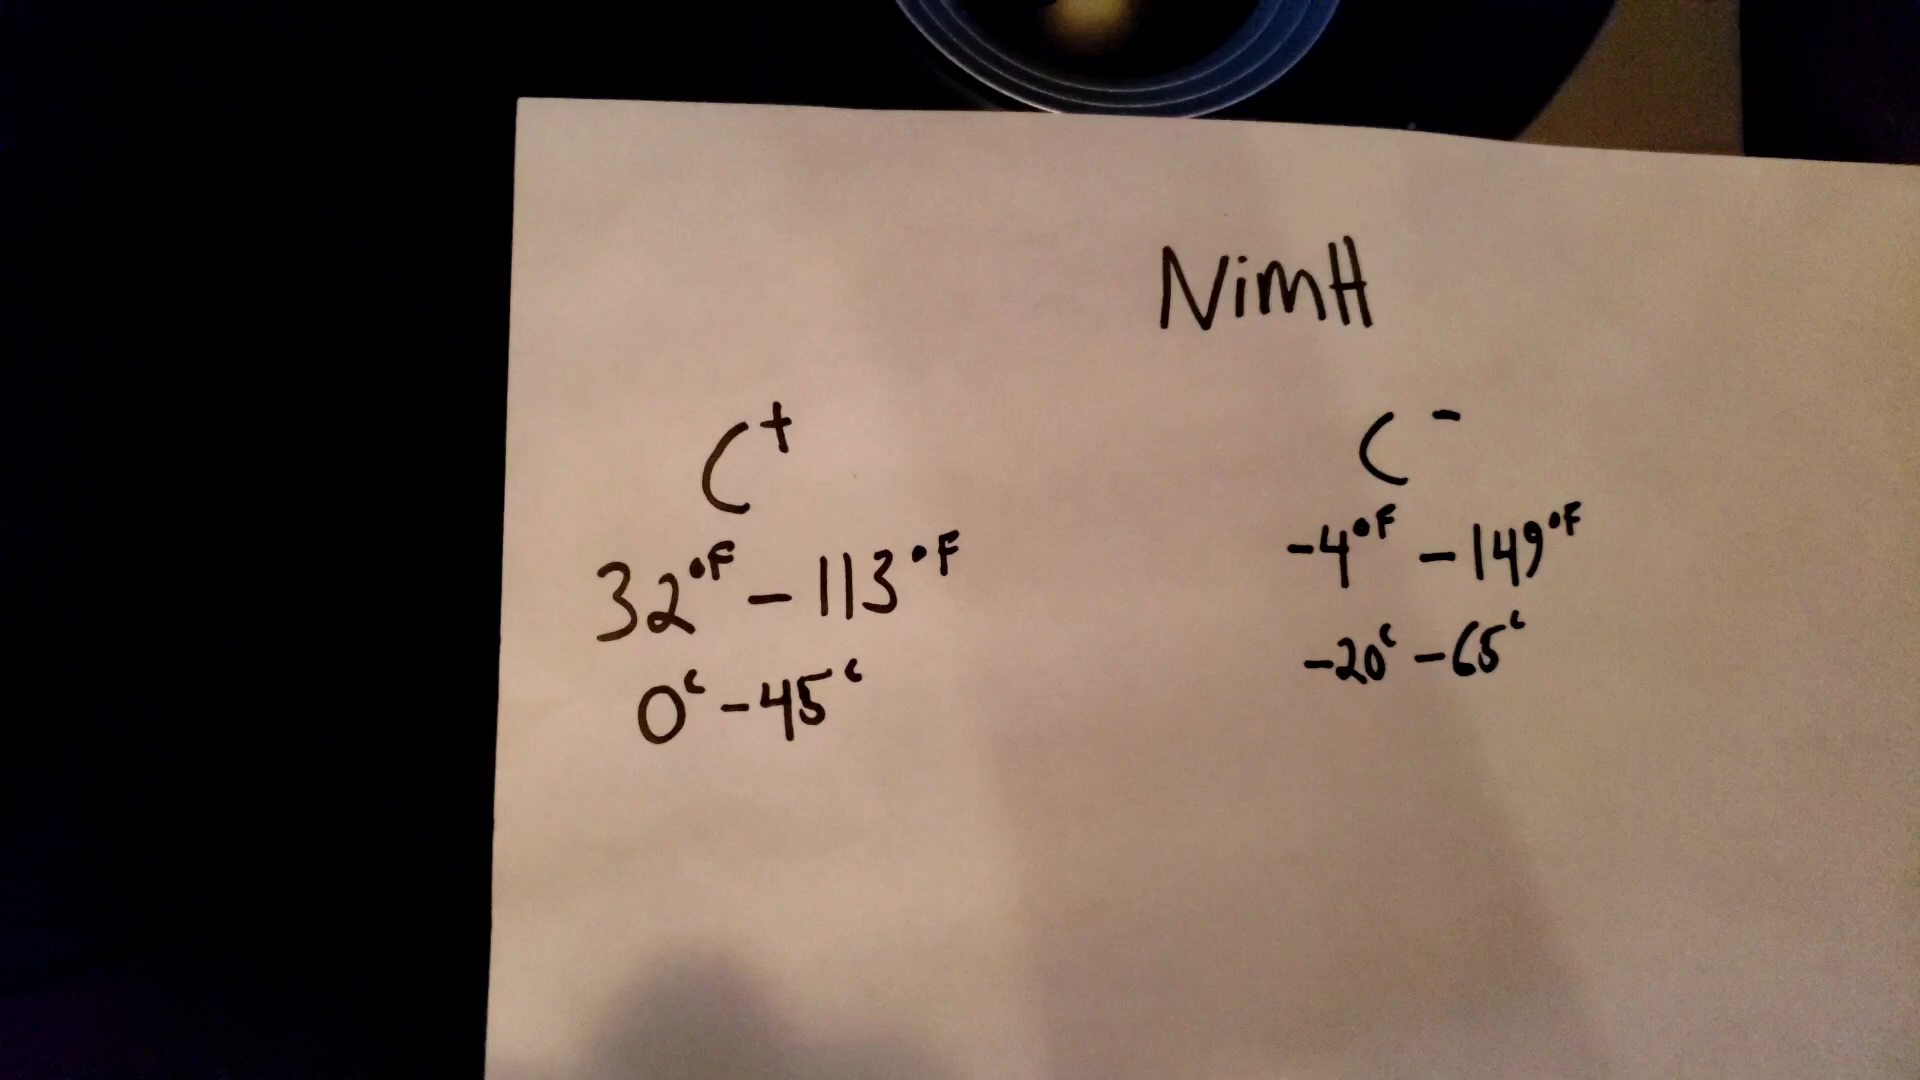 NimH
C+
32°F - 113°F
0c - 45c
C-
-4°F - 149°F
-20c - 65c